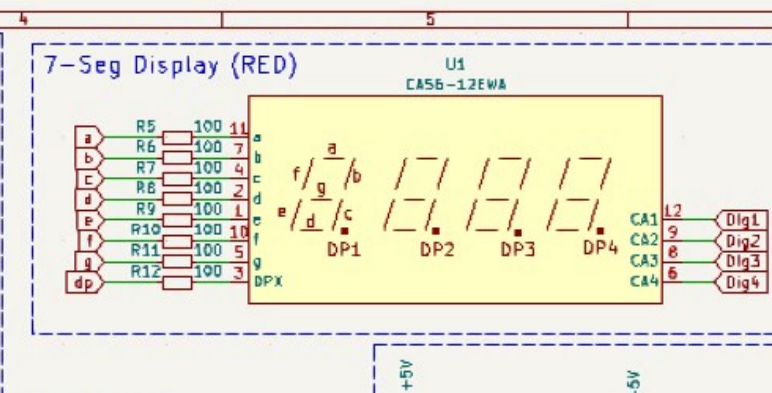 4 5
7-Seg Display (RED)
U1
CA56-12EWA
a R5 100 11 a
b R6 100 7 b
c R7 100 4 c
d R8 100 2 d
e R9 100 1 e
f R10 100 10 f
g R11 100 5 g
dp R12 100 3 DPX
a
f b
g
e d c
DP1 DP2 DP3 DP4
CA1 12 Dig1
CA2 9 Dig2
CA3 8 Dig3
CA4 6 Dig4
+5V
+5V